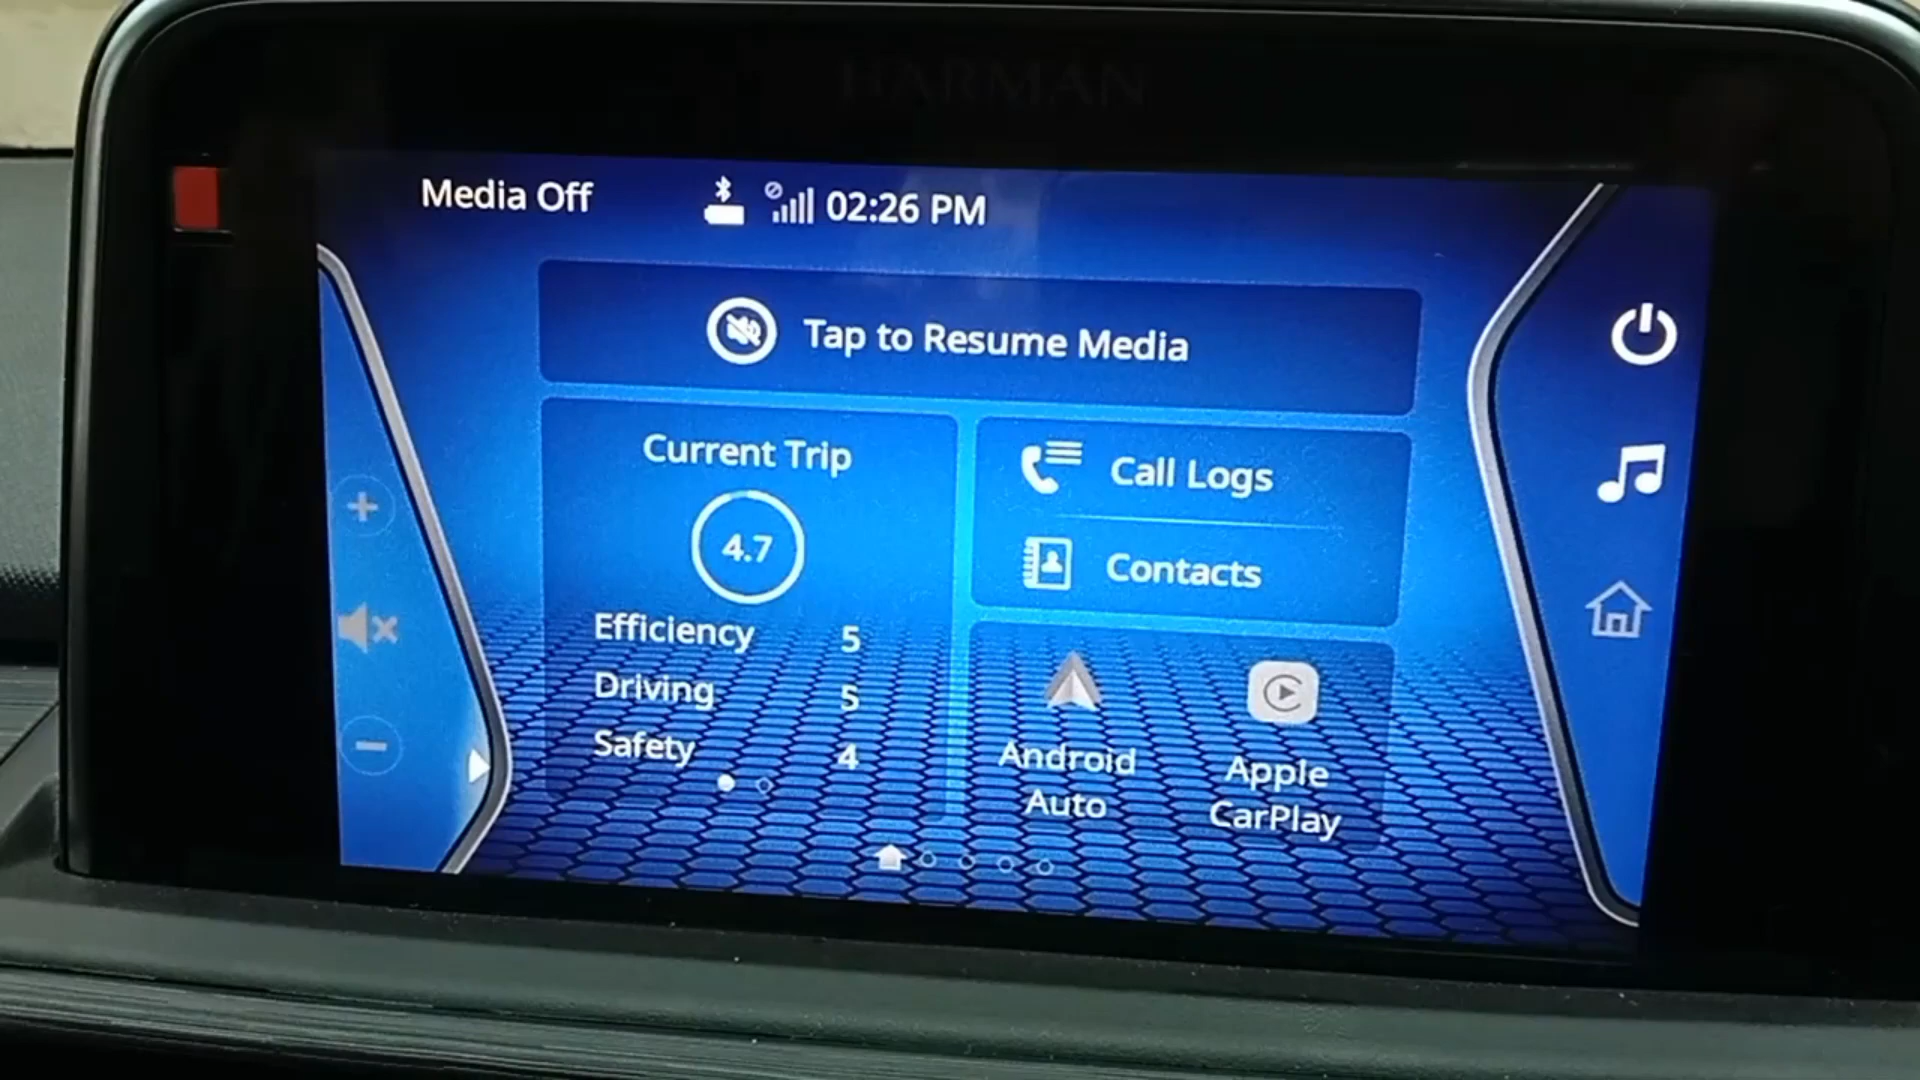 HARMAN
Media Off
02:26 PM
Tap to Resume Media
Current Trip
4.7
Efficiency 5
Driving 5
Safety 4
Call Logs
Contacts
Android
Auto
Apple
CarPlay